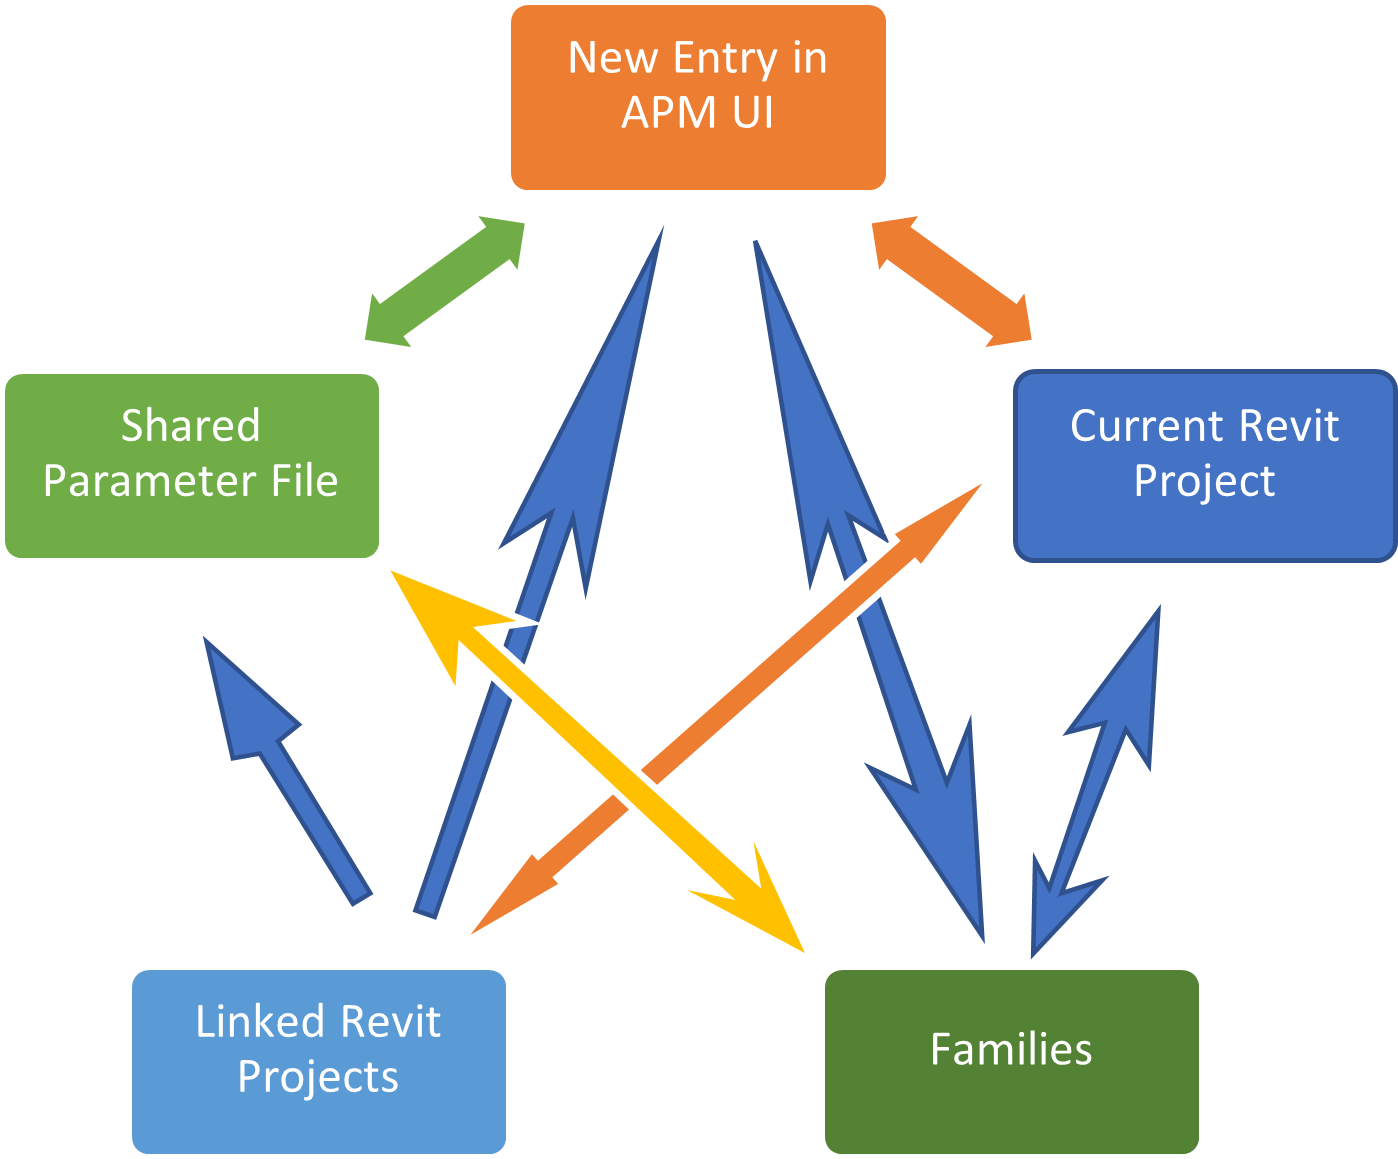 New Entry in
APM UI
Shared
Parameter File
Current Revit
Project
Linked Revit
Projects
Families